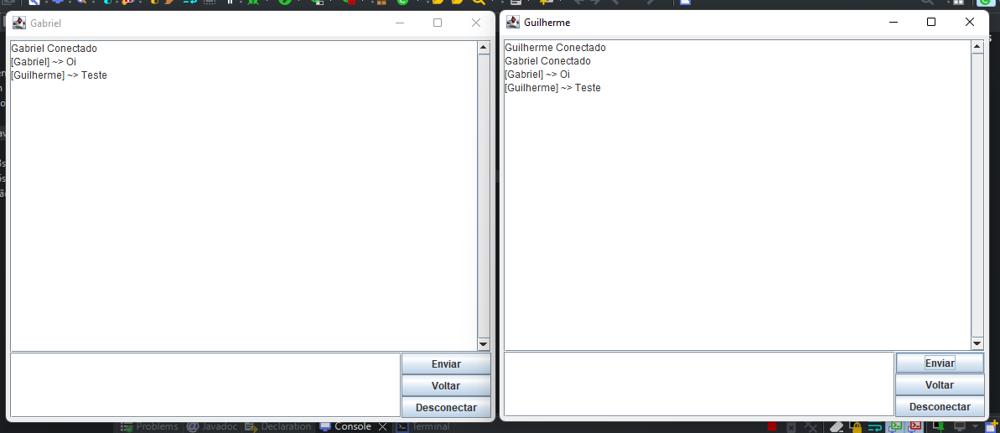 Gabriel
Gabriel Conectado
[Gabriel] ~> Oi
[Guilherme] ~> Teste
Enviar
Voltar
Desconectar
Guilherme
Guilherme Conectado
Gabriel Conectado
[Gabriel] ~> Oi
[Guilherme] ~> Teste
Enviar
Voltar
Desconectar
Problems @ Javadoc Declaration Console Terminal